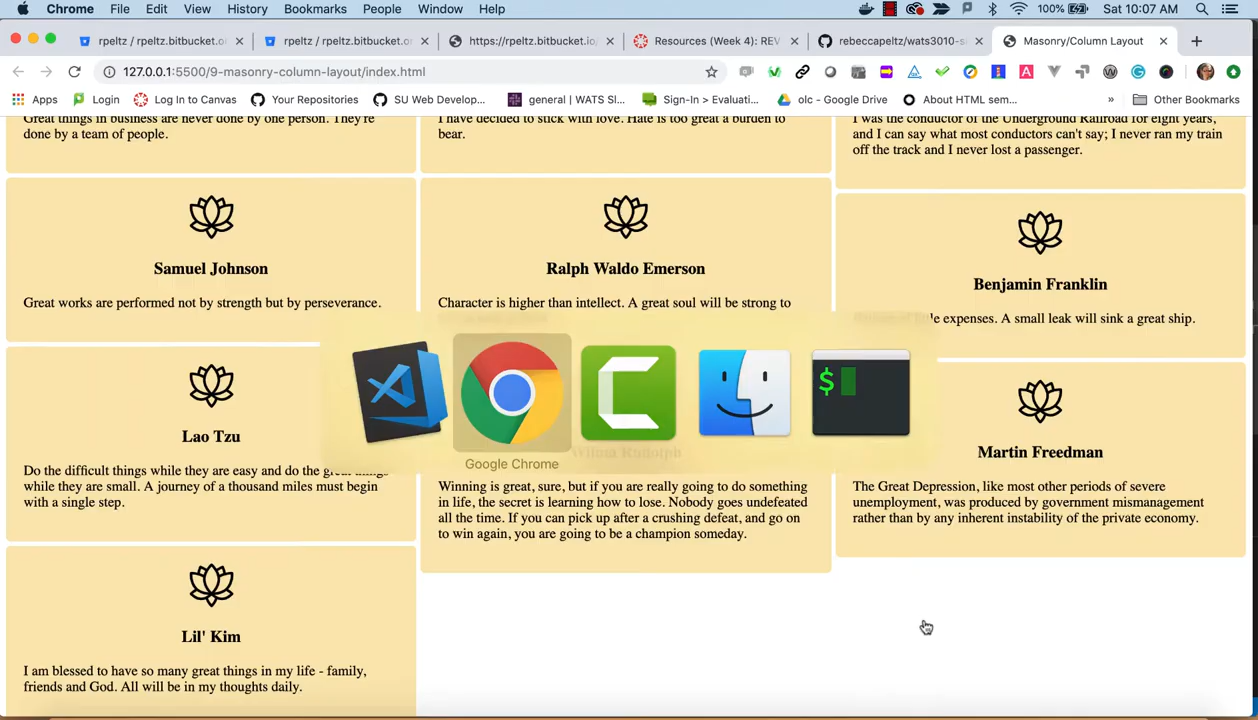 Chrome File Edit View History Bookmarks People Window Help 100% Sat 10:07 AM
rpeltz / rpeltz.bitbucket.o
rpeltz / rpeltz.bitbucket.or
https://rpeltz.bitbucket.io
Resources (Week 4): REV
rebeccapeltz/wats3010-s
Masonry/Column Layout
127.0.0.1:5500/9-masonry-column-layout/index.html
Apps Login Log In to Canvas Your Repositories SU Web Develop... general | WATS Sl... Sign-In > Evaluati... olc - Google Drive About HTML sem... » Other Bookmarks
Great things in business are never done by one person. They're
done by a team of people.
I have decided to stick with love. Hate is too great a burden to
bear.
I was the conductor of the Underground Railroad for eight years,
and I can say what most conductors can't say; I never ran my train
off the track and I never lost a passenger.
Samuel Johnson
Great works are performed not by strength but by perseverance.
Ralph Waldo Emerson
Character is higher than intellect. A great soul will be strong to
Benjamin Franklin
expenses. A small leak will sink a great ship.
Lao Tzu
Do the difficult things while they are easy and do the great things
while they are small. A journey of a thousand miles must begin
with a single step.
Google Chrome
Wilma Rudolph
Winning is great, sure, but if you are really going to do something
in life, the secret is learning how to lose. Nobody goes undefeated
all the time. If you can pick up after a crushing defeat, and go on
to win again, you are going to be a champion someday.
Martin Freedman
The Great Depression, like most other periods of severe
unemployment, was produced by government mismanagement
rather than by any inherent instability of the private economy.
Lil' Kim
I am blessed to have so many great things in my life - family,
friends and God. All will be in my thoughts daily.